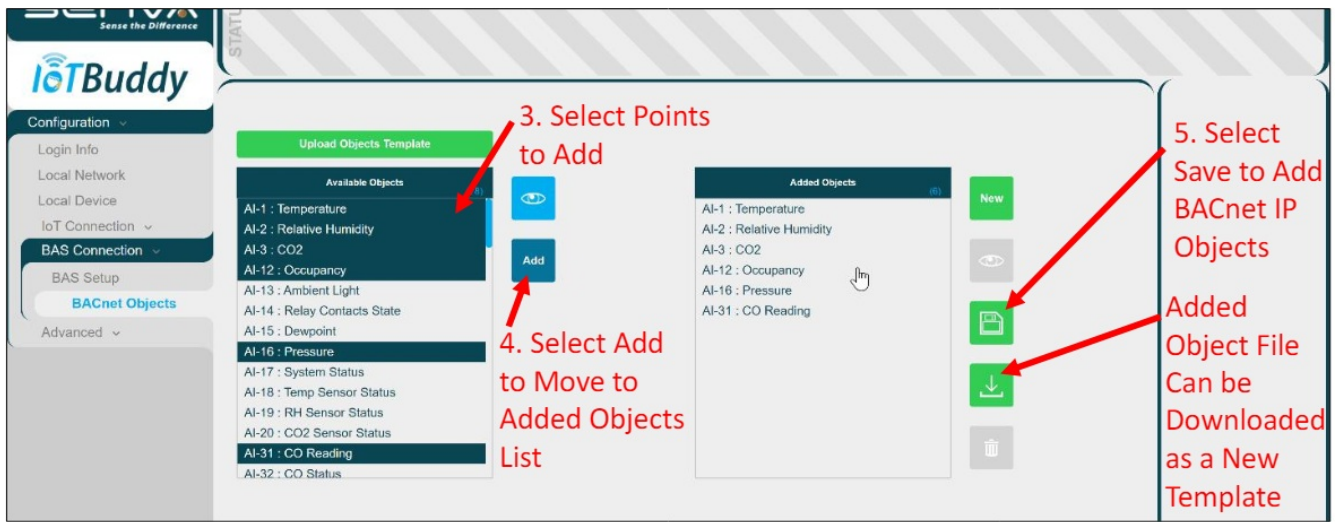 Sense the Difference
STATU
IoTBuddy
Configuration
Login Info
Local Network
Local Device
IoT Connection
BAS Connection
BAS Setup
BACnet Objects
Advanced
Upload Objects Template
Available Objects
AI-1 : Temperature
AI-2 : Relative Humidity
AI-3 : CO2
AI-12 : Occupancy
AI-13 : Ambient Light
AI-14 : Relay Contacts State
AI-15 : Dewpoint
AI-16 : Pressure
AI-17 : System Status
AI-18 : Temp Sensor Status
AI-19 : RH Sensor Status
AI-20 : CO2 Sensor Status
AI-31 : CO Reading
AI-32 : CO Status
3. Select Points
to Add
Add
4. Select Add
to Move to
Added Objects
List
Added Objects
(6)
AI-1 : Temperature
AI-2 : Relative Humidity
AI-3 : CO2
AI-12 : Occupancy
AI-16 : Pressure
AI-31 : CO Reading
New
5. Select
Save to Add
BACnet IP
Objects
Added
Object File
Can be
Downloaded
as a New
Template